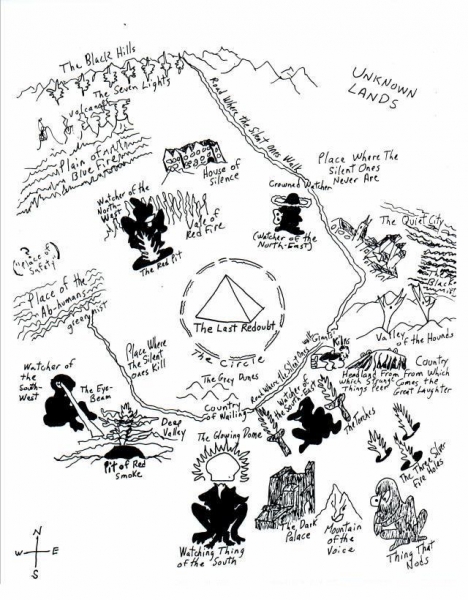 The Black Hills
The Seven Lights
Volcanoes
Plain of
Blue Fire
Road Where the Silent Ones Walk
UNKNOWN
LANDS
Place Where The
Silent Ones
Never Are
House of
Silence
Crowned Watcher
(Watcher of the
North-East)
Watcher of the
North
West
Vale of
Red Fire
The Red Pit
The Quiet City
Black
Mist
("Place of
Safety")
Place of the
"Ab-humans"
greeny mist
The Last Redoubt
The Circle
Giants
Kilns
Valley
of the Hounds
Country
From Which
Comes the
Great Laughter
Headland From
Which Strange
Things Peer
Place Where
The Silent
Ones Kill
Watcher of
the
South-
West
The Eye-
Beam
The Grey Dunes
Country
of Wailing
Road Where the Silent Ones Walk
Watcher of
the South East
The Torches
Deep
Valley
Pit of Red
Smoke
The Glowing Dome
The Three Silver
Fire Holes
Watching Thing
of the South
The Dark
Palace
Mountain
of the
Voice
Thing That
Nods
N
W E
S